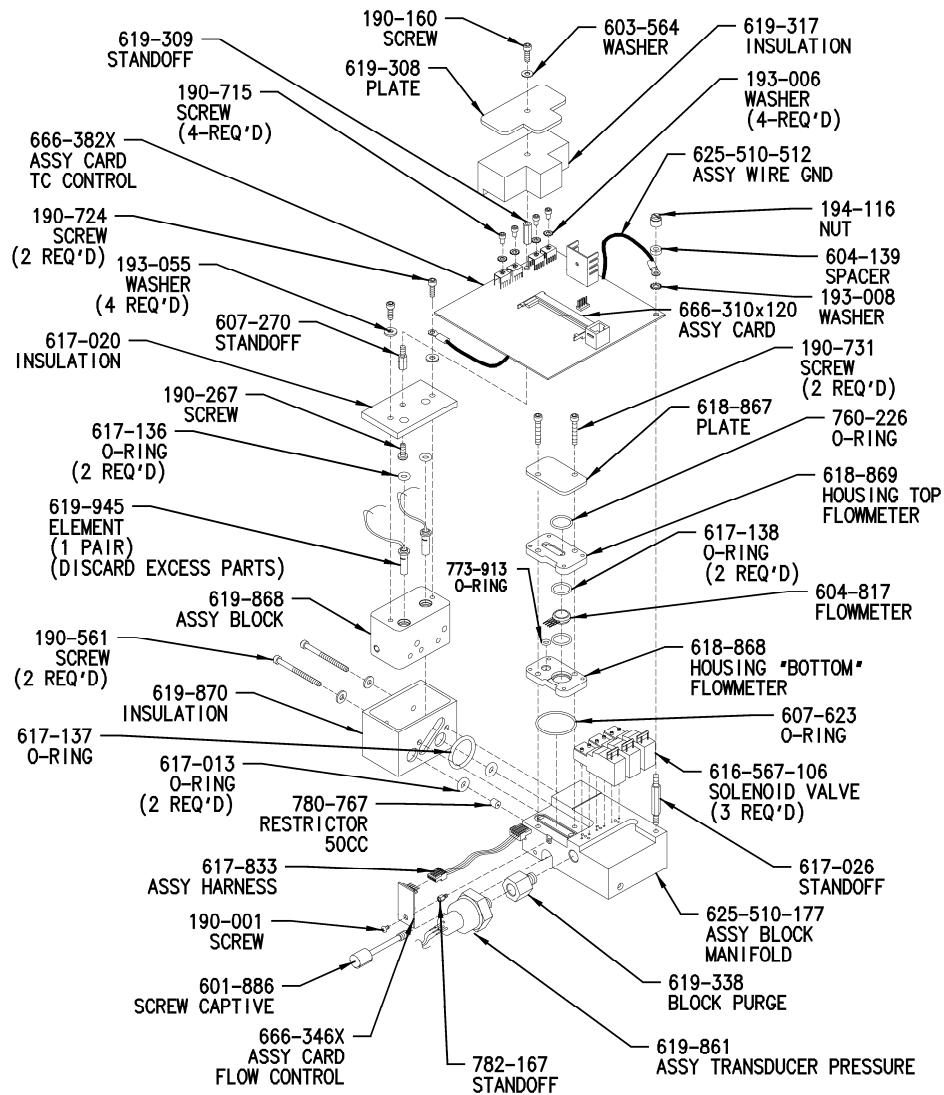 190-160
SCREW
603-564
WASHER
619-317
INSULATION
619-309
STANDOFF
619-308
PLATE
193-006
WASHER
(4-REQ'D)
190-715
SCREW
(4-REQ'D)
666-382X
ASSY CARD
TC CONTROL
625-510-512
ASSY WIRE GND
190-724
SCREW
(2 REQ'D)
194-116
NUT
604-139
SPACER
193-008
WASHER
193-055
WASHER
(4 REQ'D)
607-270
STANDOFF
666-310x120
ASSY CARD
617-020
INSULATION
190-731
SCREW
(2 REQ'D)
190-267
SCREW
618-867
PLATE
760-226
O-RING
617-136
O-RING
(2 REQ'D)
618-869
HOUSING TOP
FLOWMETER
619-945
ELEMENT
(1 PAIR)
(DISCARD EXCESS PARTS)
617-138
O-RING
(2 REQ'D)
773-913
O-RING
604-817
FLOWMETER
619-868
ASSY BLOCK
190-561
SCREW
(2 REQ'D)
618-868
HOUSING "BOTTOM"
FLOWMETER
619-870
INSULATION
607-623
O-RING
617-137
O-RING
617-013
O-RING
(2 REQ'D)
616-567-106
SOLENOID VALVE
(3 REQ'D)
780-767
RESTRICTOR
50CC
617-833
ASSY HARNESS
617-026
STANDOFF
190-001
SCREW
625-510-177
ASSY BLOCK
MANIFOLD
601-886
SCREW CAPTIVE
619-338
BLOCK PURGE
666-346X
ASSY CARD
FLOW CONTROL
782-167
STANDOFF
619-861
ASSY TRANSDUCER PRESSURE